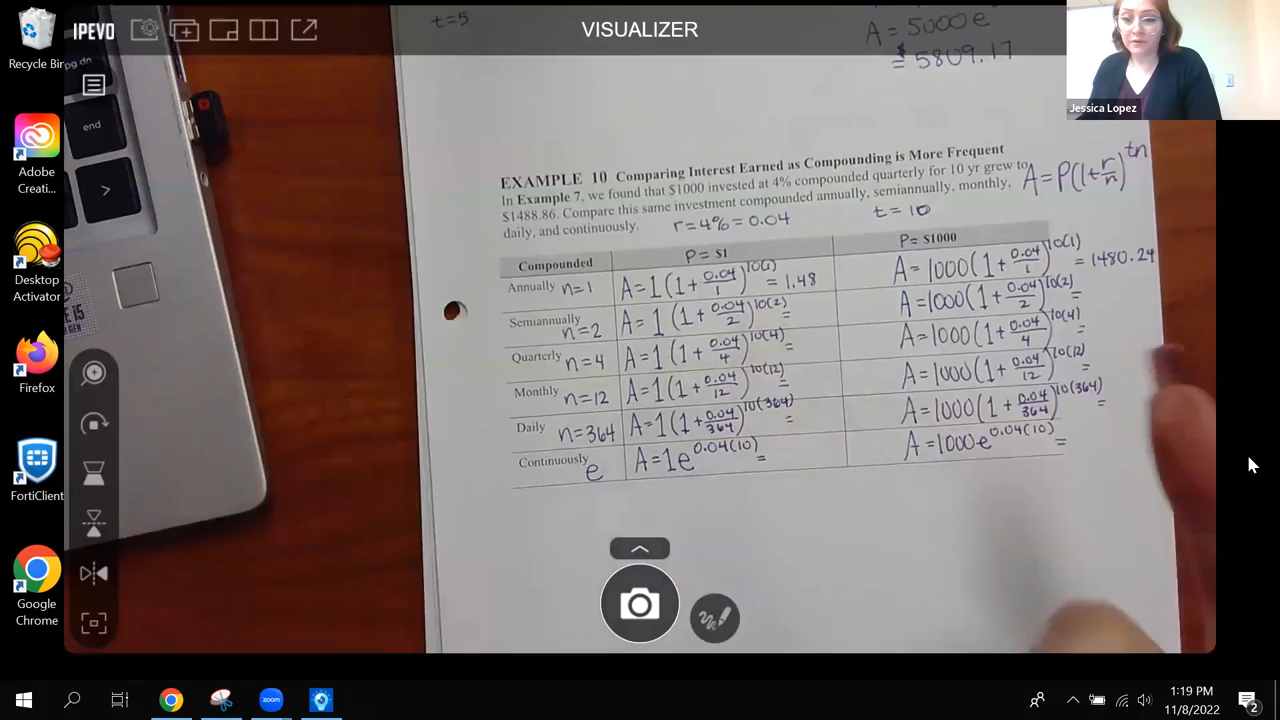 Recycle Bin
Adobe
Creati...
Desktop
Activator
Firefox
FortiClient
Google
Chrome
IPEVO
VISUALIZER
Jessica Lopez
pg dn
end
t=5
A = 5000e
= $5809.17
EXAMPLE 10 Comparing Interest Earned as Compounding is More Frequent
In Example 7, we found that $1000 invested at 4% compounded quarterly for 10 yr grew to
$1488.86. Compare this same investment compounded annually, semiannually, monthly,
daily, and continuously.
r=4% = 0.04
t = 10
A = P(1+r/n)^tn
Compounded P= $1 P= $1000
Annually n=1 A=1(1+0.04/1)^10(1) = 1.48 A= 1000(1+0.04/1)^10(1) = 1480.24
Semiannually n=2 A=1(1+0.04/2)^10(2) = A=1000(1+0.04/2)^10(2) =
Quarterly n=4 A=1(1+0.04/4)^10(4) = A=1000(1+0.04/4)^10(4) =
Monthly n=12 A=1(1+0.04/12)^10(12) = A=1000(1+0.04/12)^10(12) =
Daily n=364 A=1(1+0.04/364)^10(364) = A=1000(1+0.04/364)^10(364) =
Continuously e A=1e^0.04(10) = A=1000e^0.04(10) =
zoom
1:19 PM
11/8/2022
2